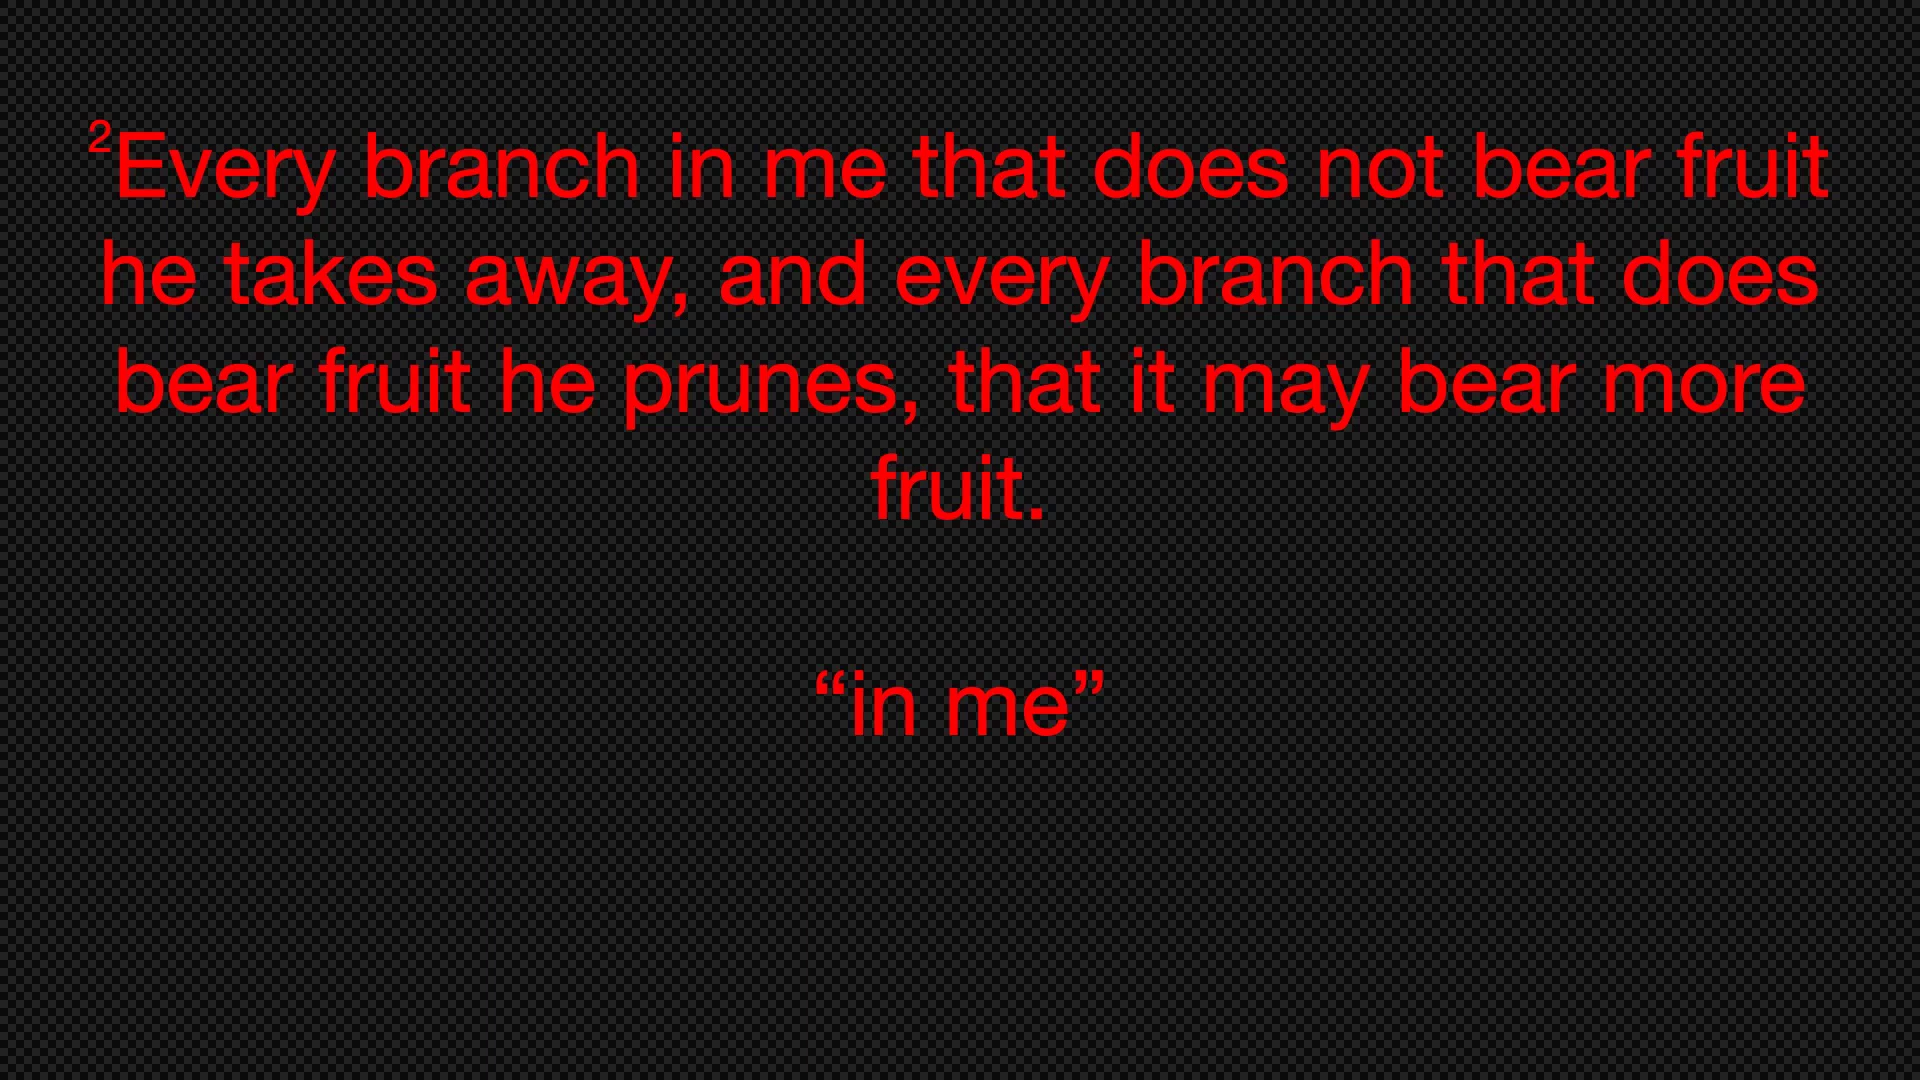 ²Every branch in me that does not bear fruit
he takes away, and every branch that does
bear fruit he prunes, that it may bear more
fruit.
“in me”